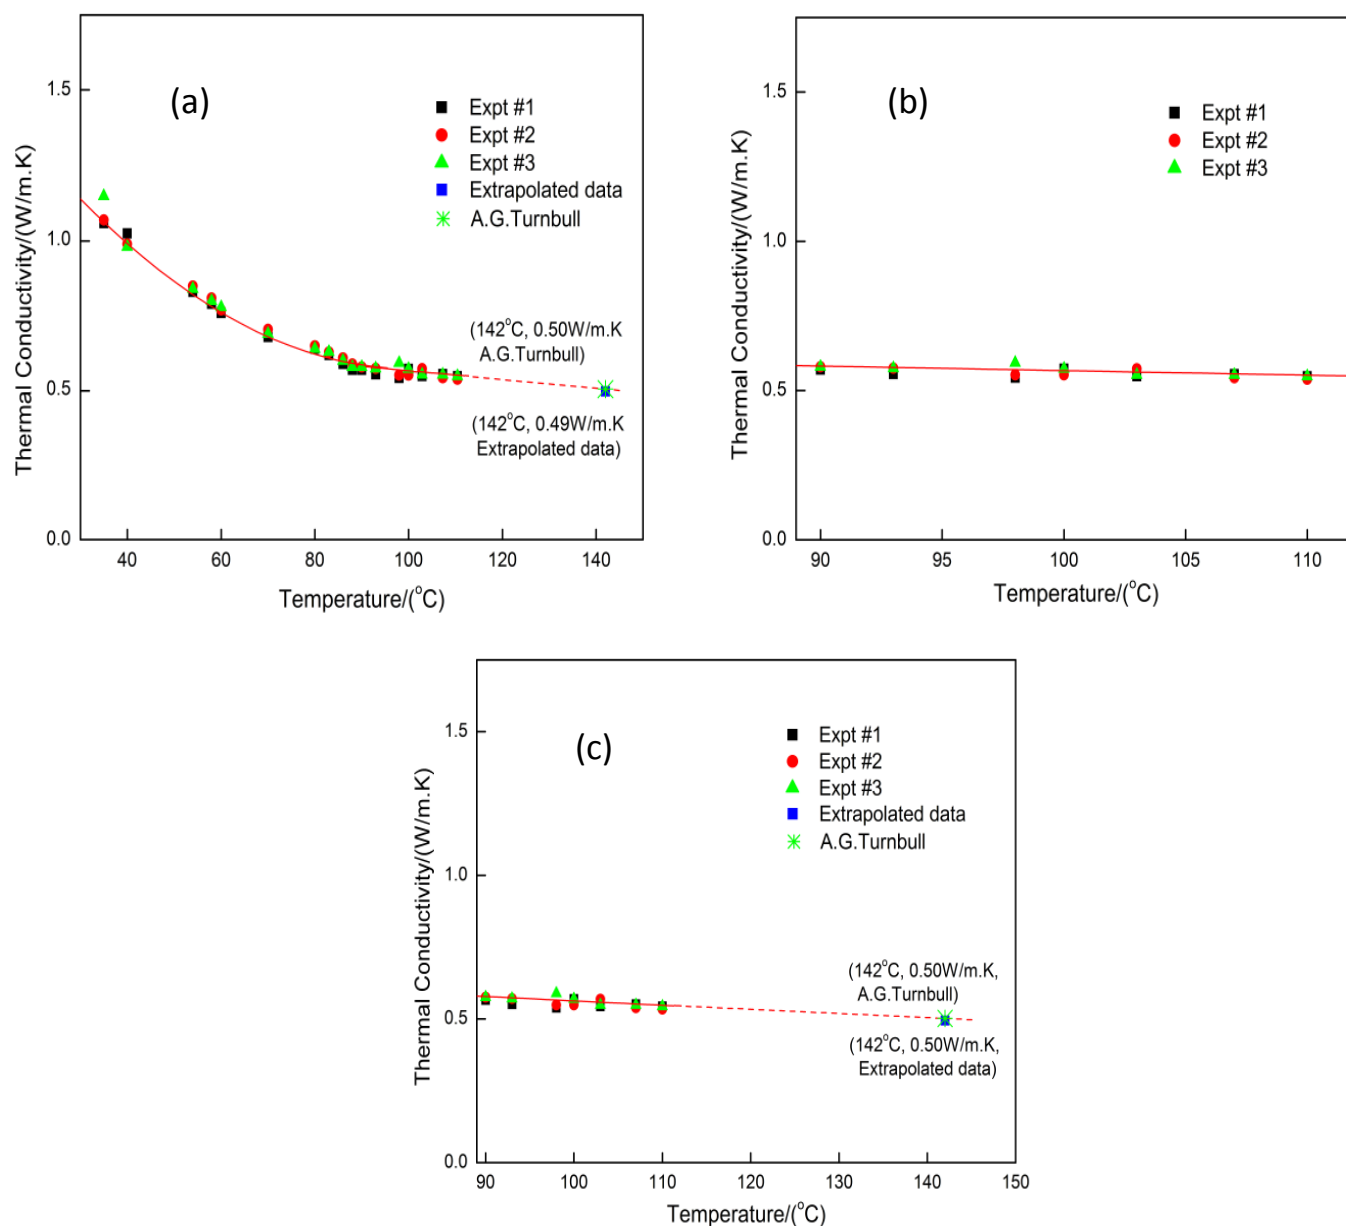 (a)
Expt #1
Expt #2
Expt #3
Extrapolated data
A.G.Turnbull
(142°C, 0.50W/m.K
A.G.Turnbull)
(142°C, 0.49W/m.K
Extrapolated data)
Thermal Conductivity/(W/m.K)
1.5
1.0
0.5
0.0
40 60 80 100 120 140
Temperature/(°C)
(b)
Expt #1
Expt #2
Expt #3
Thermal Conductivity/(W/m.K)
1.5
1.0
0.5
0.0
90 95 100 105 110
Temperature/(°C)
(c)
Expt #1
Expt #2
Expt #3
Extrapolated data
A.G.Turnbull
(142°C, 0.50W/m.K,
A.G.Turnbull)
(142°C, 0.50W/m.K,
Extrapolated data)
Thermal Conductivity/(W/m.K)
1.5
1.0
0.5
0.0
90 100 110 120 130 140 150
Temperature/(°C)